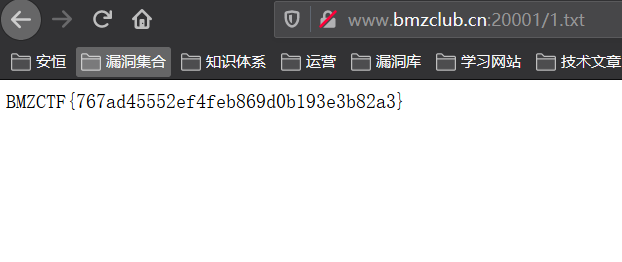 www.bmzclub.cn:20001/1.txt
安恒 漏洞集合 知识体系 运营 漏洞库 学习网站 技术文章
BMZCTF{767ad45552ef4feb869d0b193e3b82a3}